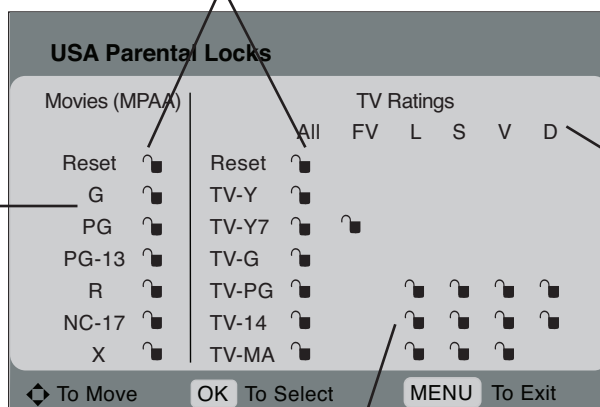 USA Parental Locks
Movies (MPAA) TV Ratings
All FV L S V D
Reset Reset
G TV-Y
PG TV-Y7
PG-13 TV-G
R TV-PG
NC-17 TV-14
X TV-MA
To Move OK To Select MENU To Exit